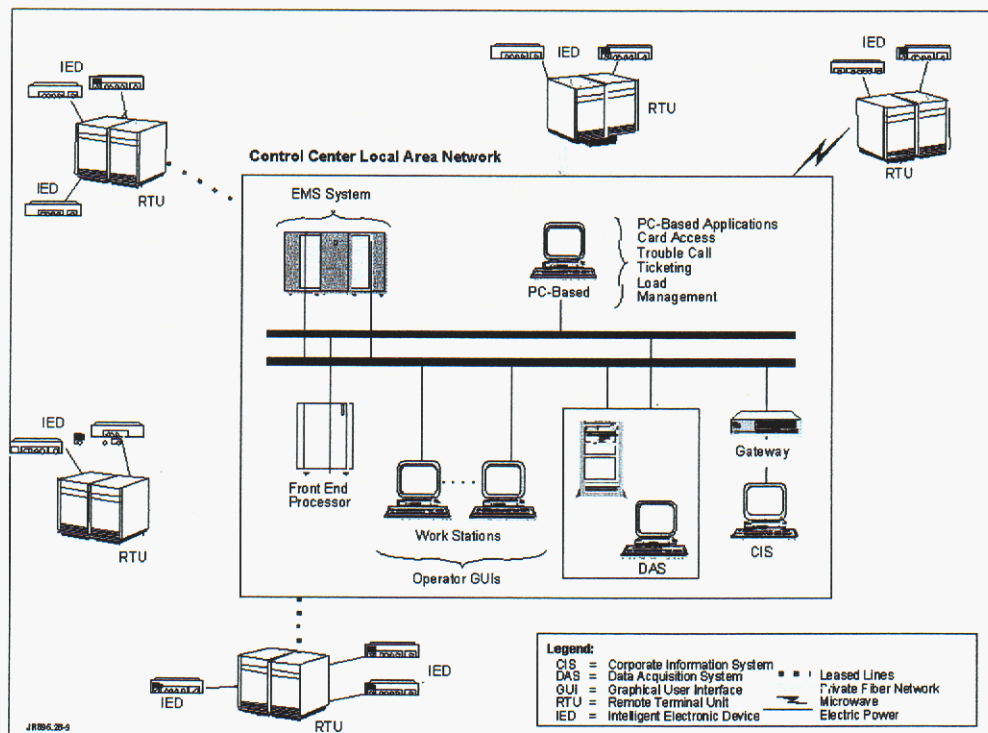 IED
IED
RTU
IED
RTU
IED
RTU
Control Center Local Area Network
EMS System
PC-Based
PC-Based Applications
Card Access
Trouble Call
Ticketing
Load
Management
IED
RTU
Front End
Processor
Work Stations
Operator GUIs
DAS
Gateway
CIS
IED
IED
RTU
Legend:
CIS = Corporate Information System
DAS = Data Acquisition System
GUI = Graphical User Interface
RTU = Remote Terminal Unit
IED = Intelligent Electronic Device
Leased Lines
Private Fiber Network
Microwave
Electric Power